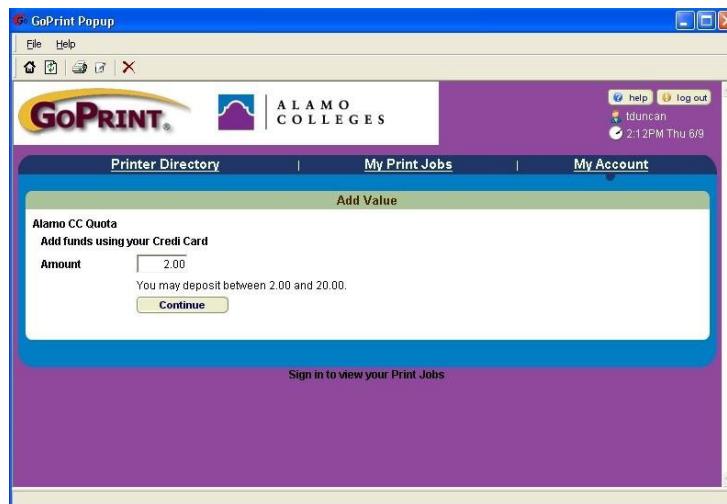 GoPrint Popup
File Help
GOPRINT®
ALAMO
COLLEGES
help log out
tduncan
2:12PM Thu 6/9
Printer Directory | My Print Jobs | My Account
Add Value
Alamo CC Quota
Add funds using your Credi Card
Amount 2.00
You may deposit between 2.00 and 20.00.
Continue
Sign in to view your Print Jobs